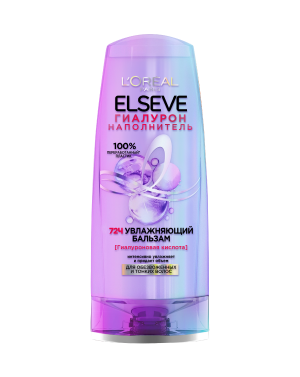 L'ORÉAL
PARIS
ELSEVE
ГИАЛУРОН
НАПОЛНИТЕЛЬ
100%
ПЕРЕРАБОТАННЫЙ
ПЛАСТИК
72Ч УВЛАЖНЯЮЩИЙ
БАЛЬЗАМ
[Гиалуроновая кислота]
интенсивно увлажняет
и придает объем
ДЛЯ ОБЕЗВОЖЕННЫХ
И ТОНКИХ ВОЛОС